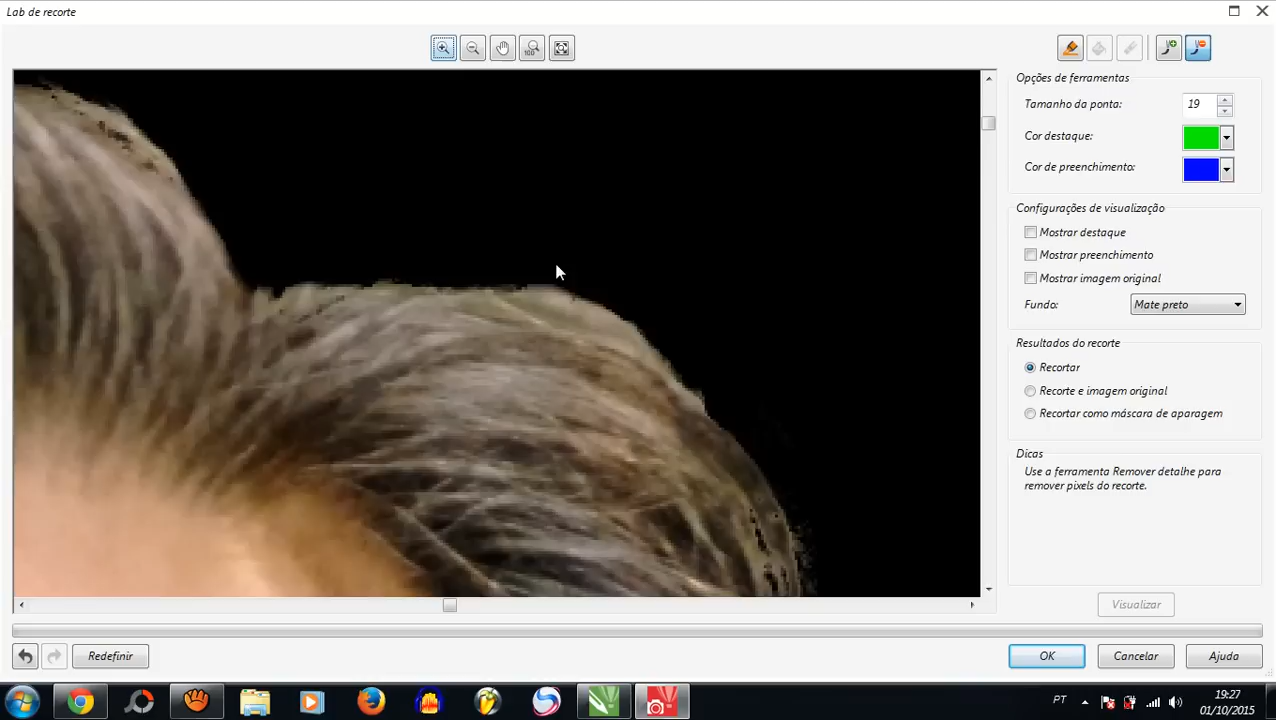 Lab de recorte
100
Opções de ferramentas
Tamanho da ponta: 19
Cor destaque:
Cor de preenchimento:
Configurações de visualização
Mostrar destaque
Mostrar preenchimento
Mostrar imagem original
Fundo: Mate preto
Resultados do recorte
Recortar
Recorte e imagem original
Recortar como máscara de aparagem
Dicas
Use a ferramenta Remover detalhe para
remover pixels do recorte.
Visualizar
Redefinir OK Cancelar Ajuda
PT 19:27
01/10/2015